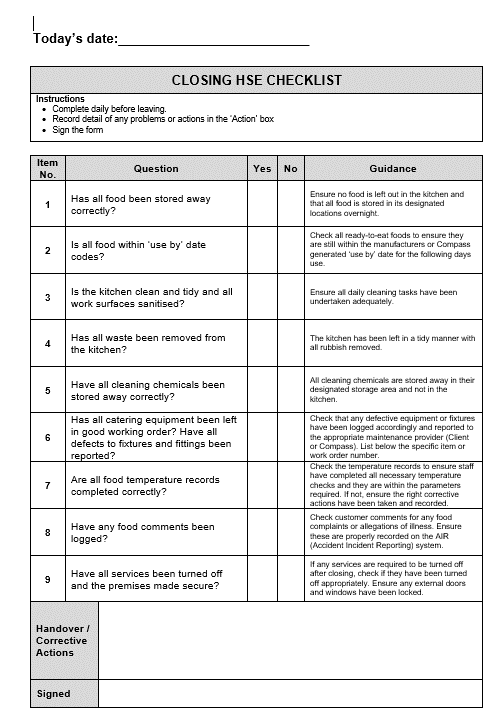 Today's date:
CLOSING HSE CHECKLIST
Instructions
• Complete daily before leaving.
• Record detail of any problems or actions in the 'Action' box
• Sign the form
Item
No.
Question
Yes
No
Guidance
1
Has all food been stored away
correctly?
Ensure no food is left out in the kitchen and
that all food is stored in its designated
locations overnight.
2
Is all food within 'use by' date
codes?
Check all ready-to-eat foods to ensure they
are still within the manufacturers or Compass
generated 'use by' date for the following days
use.
3
Is the kitchen clean and tidy and all
work surfaces sanitised?
Ensure all daily cleaning tasks have been
undertaken adequately.
4
Has all waste been removed from
the kitchen?
The kitchen has been left in a tidy manner with
all rubbish removed.
5
Have all cleaning chemicals been
stored away correctly?
All cleaning chemicals are stored away in their
designated storage area and not in the
kitchen.
6
Has all catering equipment been left
in good working order? Have all
defects to fixtures and fittings been
reported?
Check that any defective equipment or fixtures
have been logged accordingly and reported to
the appropriate maintenance provider (Client
or Compass). List below the specific item or
work order number.
7
Are all food temperature records
completed correctly?
Check the temperature records to ensure staff
have completed all necessary temperature
checks and they are within the parameters
required. If not, ensure the right corrective
actions have been taken and recorded.
8
Have any food comments been
logged?
Check customer comments for any food
complaints or allegations of illness. Ensure
these are properly recorded on the AIR
(Accident Incident Reporting) system.
9
Have all services been turned off
and the premises made secure?
If any services are required to be turned off
after closing, check if they have been turned
off appropriately. Ensure any external doors
and windows have been locked.
Handover /
Corrective
Actions
Signed